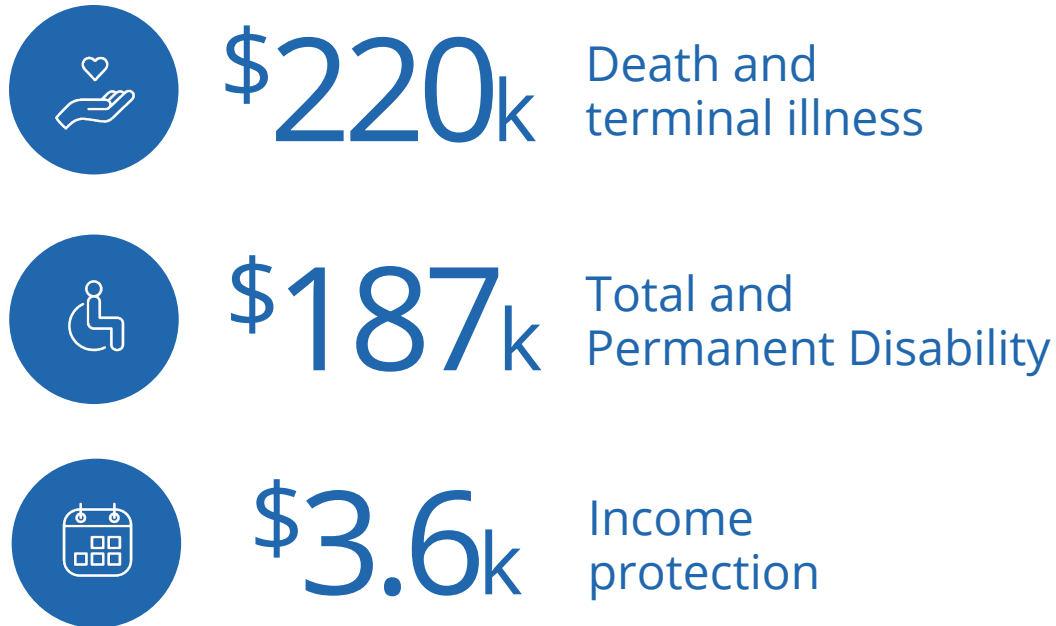 $220k
Death and
terminal illness
$187k
Total and
Permanent Disability
$3.6k
Income
protection